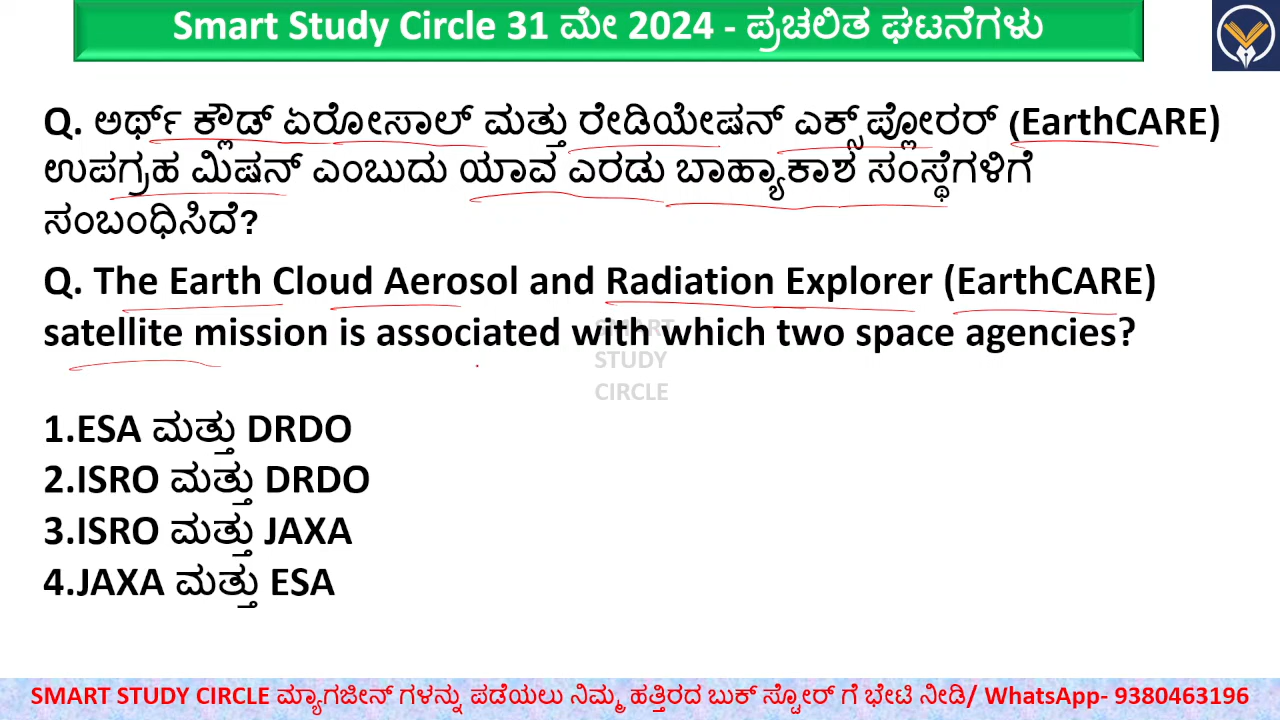 Smart Study Circle 31 ಮೇ 2024 - ಪ್ರಚಲಿತ ಘಟನೆಗಳು
Q. ಅರ್ಥ್ ಕ್ಲೌಡ್ ಏರೋಸಾಲ್ ಮತ್ತು ರೇಡಿಯೇಷನ್ ಎಕ್ಸ್‌ಪ್ಲೋರರ್ (EarthCARE)
ಉಪಗ್ರಹ ಮಿಷನ್ ಎಂಬುದು ಯಾವ ಎರಡು ಬಾಹ್ಯಾಕಾಶ ಸಂಸ್ಥೆಗಳಿಗೆ
ಸಂಬಂಧಿಸಿದೆ?
Q. The Earth Cloud Aerosol and Radiation Explorer (EarthCARE)
satellite mission is associated with which two space agencies?
SMART
STUDY
CIRCLE
1.ESA ಮತ್ತು DRDO
2.ISRO ಮತ್ತು DRDO
3.ISRO ಮತ್ತು JAXA
4.JAXA ಮತ್ತು ESA
SMART STUDY CIRCLE ಮ್ಯಾಗಜೀನ್ ಗಳನ್ನು ಪಡೆಯಲು ನಿಮ್ಮ ಹತ್ತಿರದ ಬುಕ್ ಸ್ಟೋರ್ ಗೆ ಭೇಟಿ ನೀಡಿ/ WhatsApp- 9380463196